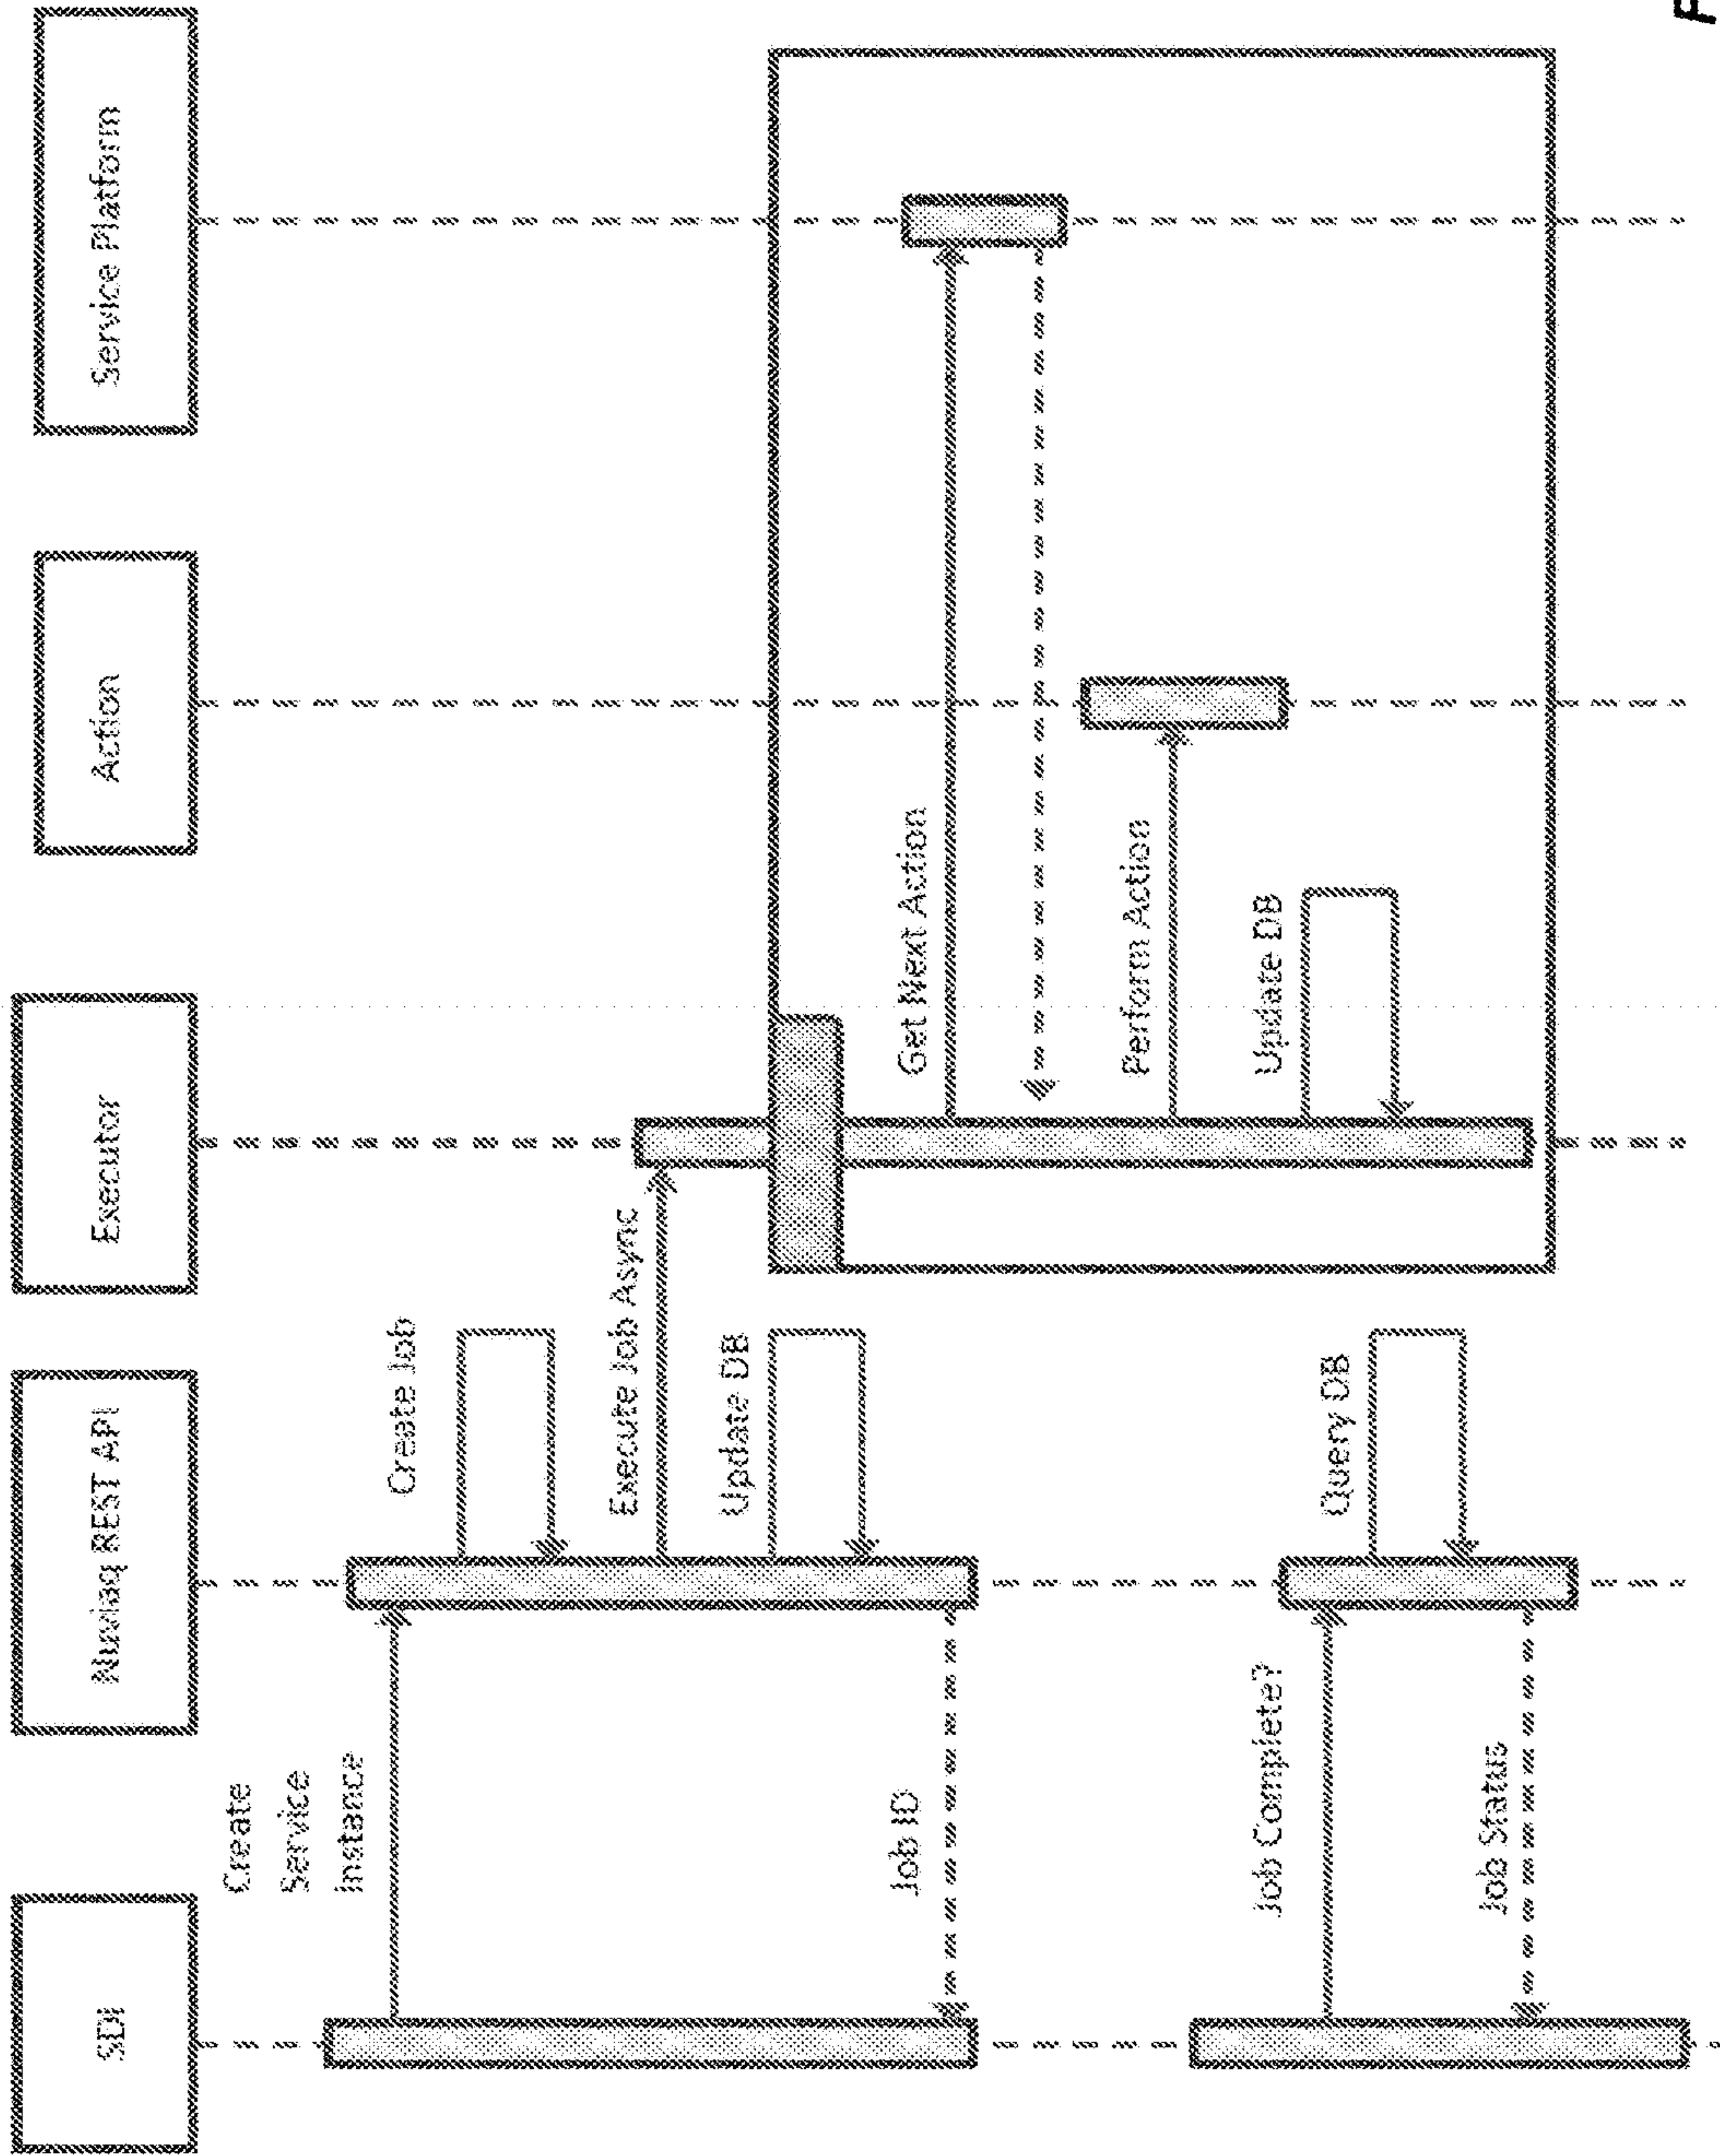 SDI
Nuviaq REST API
Executor
Action
Service Platform
Create
Service
Instance
Create Job
Execute Job Async
Update DB
Job ID
Get Next Action
Perform Action
Update DB
Job Complete?
Query DB
Job Status
F